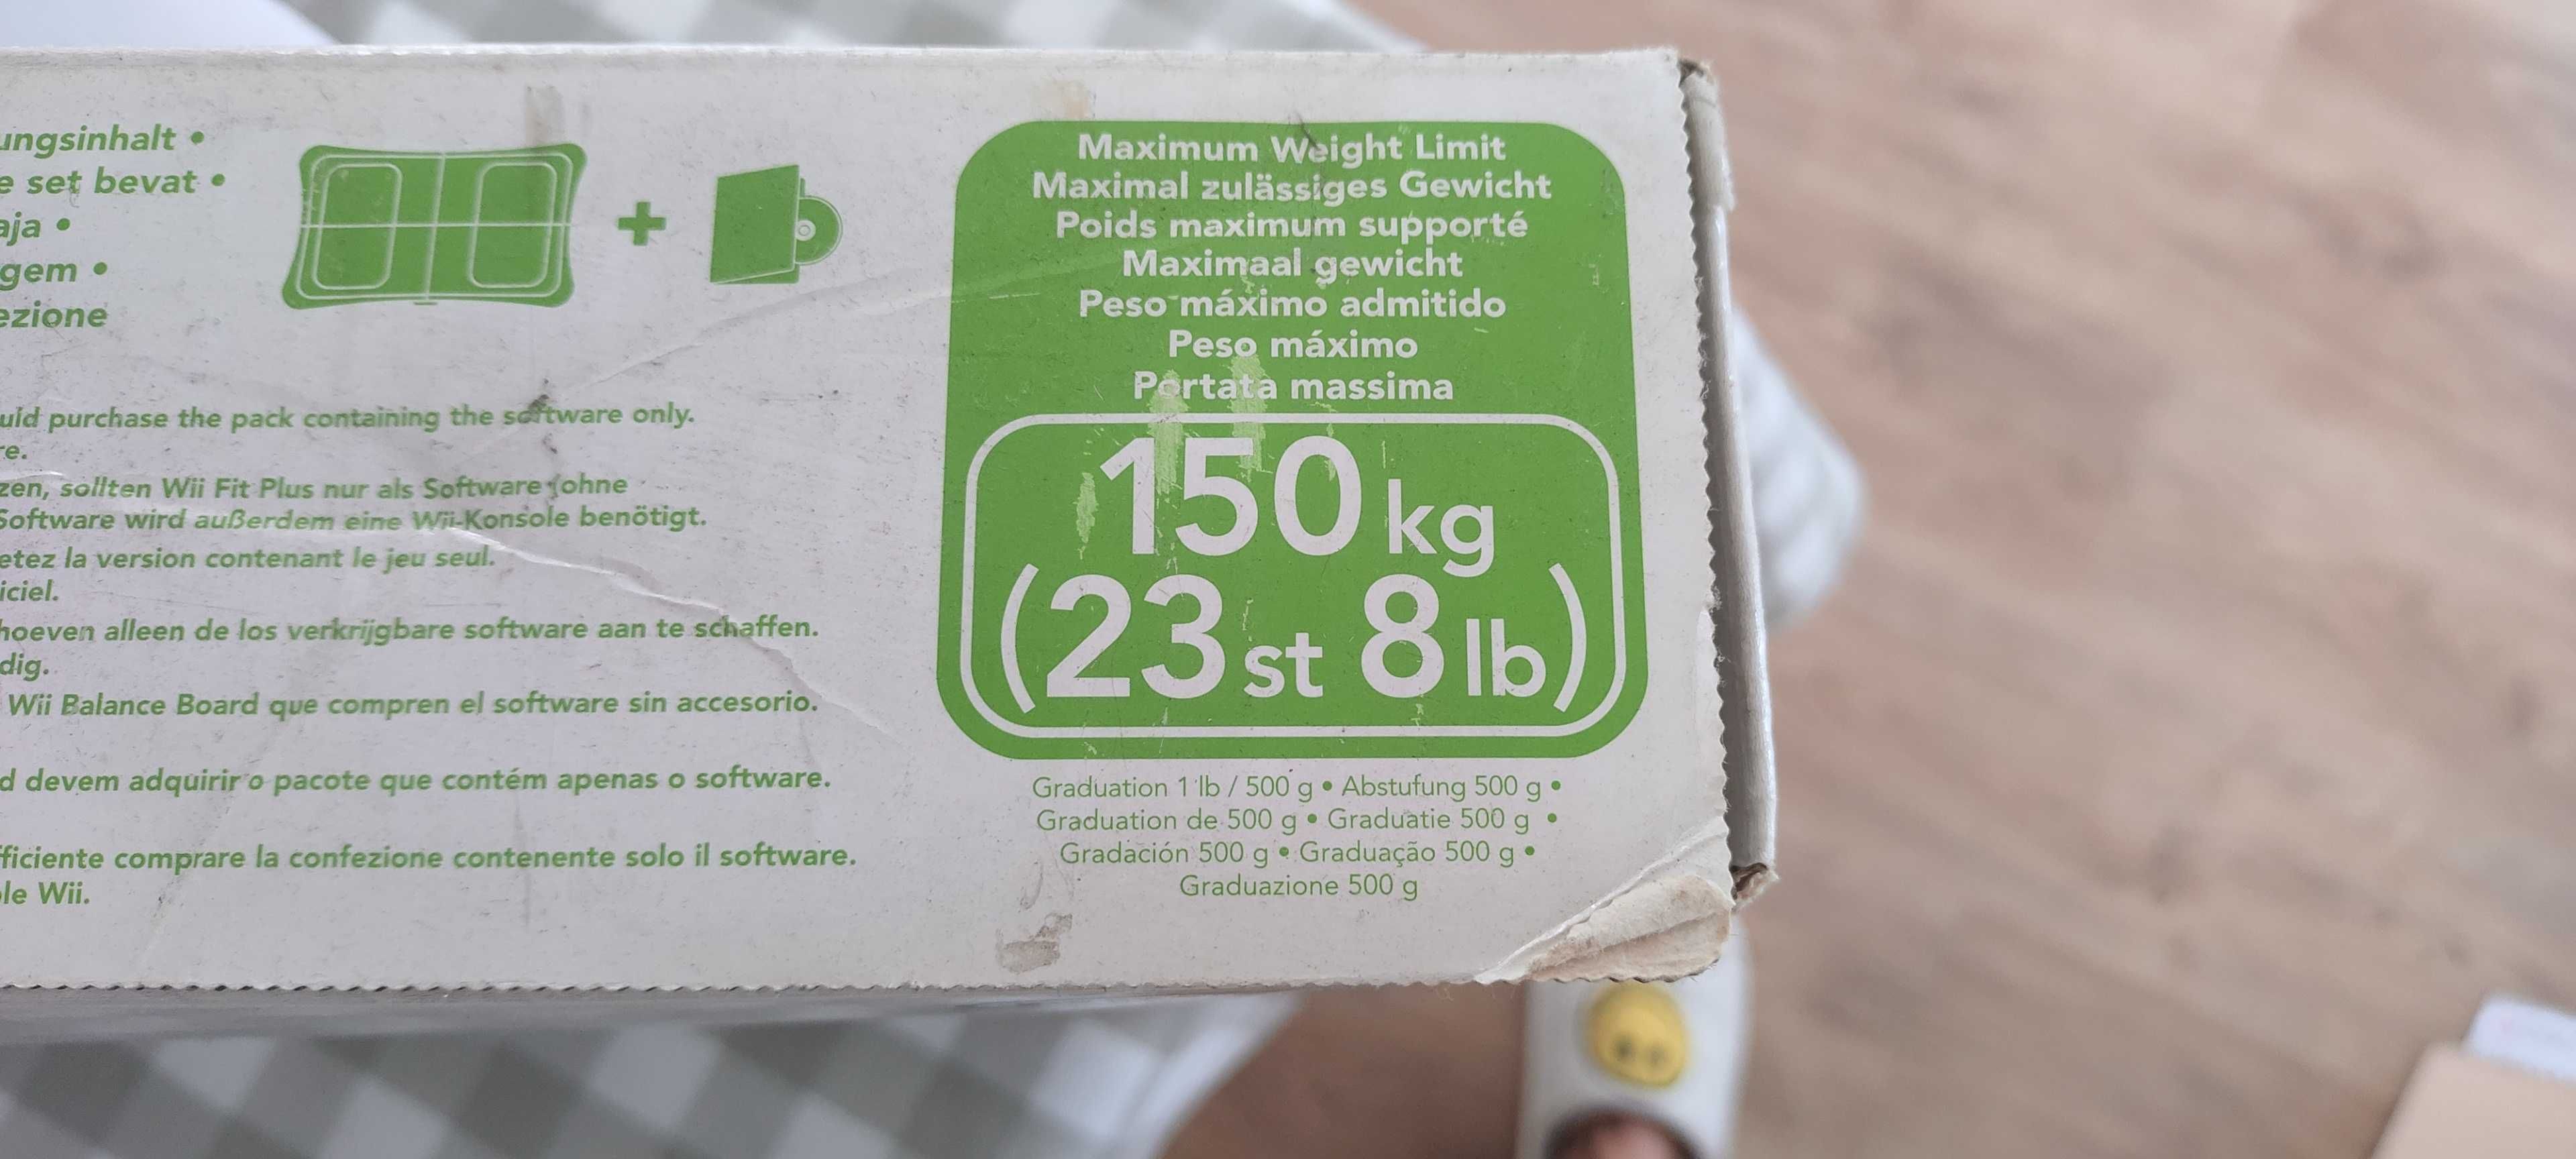 ungsinhalt •
e set bevat •
aja •
gem •
ezione
uld purchase the pack containing the software only.
re.
zen, sollten Wii Fit Plus nur als Software (ohne
Software wird außerdem eine Wii-Konsole benötigt.
etez la version contenant le jeu seul.
iciel.
hoeven alleen de los verkrijgbare software aan te schaffen.
dig.
Wii Balance Board que compren el software sin accesorio.
d devem adquirir o pacote que contém apenas o software.
fficiente comprare la confezione contenente solo il software.
le Wii.
Maximum Weight Limit
Maximal zulässiges Gewicht
Poids maximum supporté
Maximaal gewicht
Peso máximo admitido
Peso máximo
Portata massima
150 kg
(23 st 8 lb)
Graduation 1 lb / 500 g • Abstufung 500 g •
Graduation de 500 g • Graduatie 500 g •
Gradación 500 g • Graduação 500 g •
Graduazione 500 g